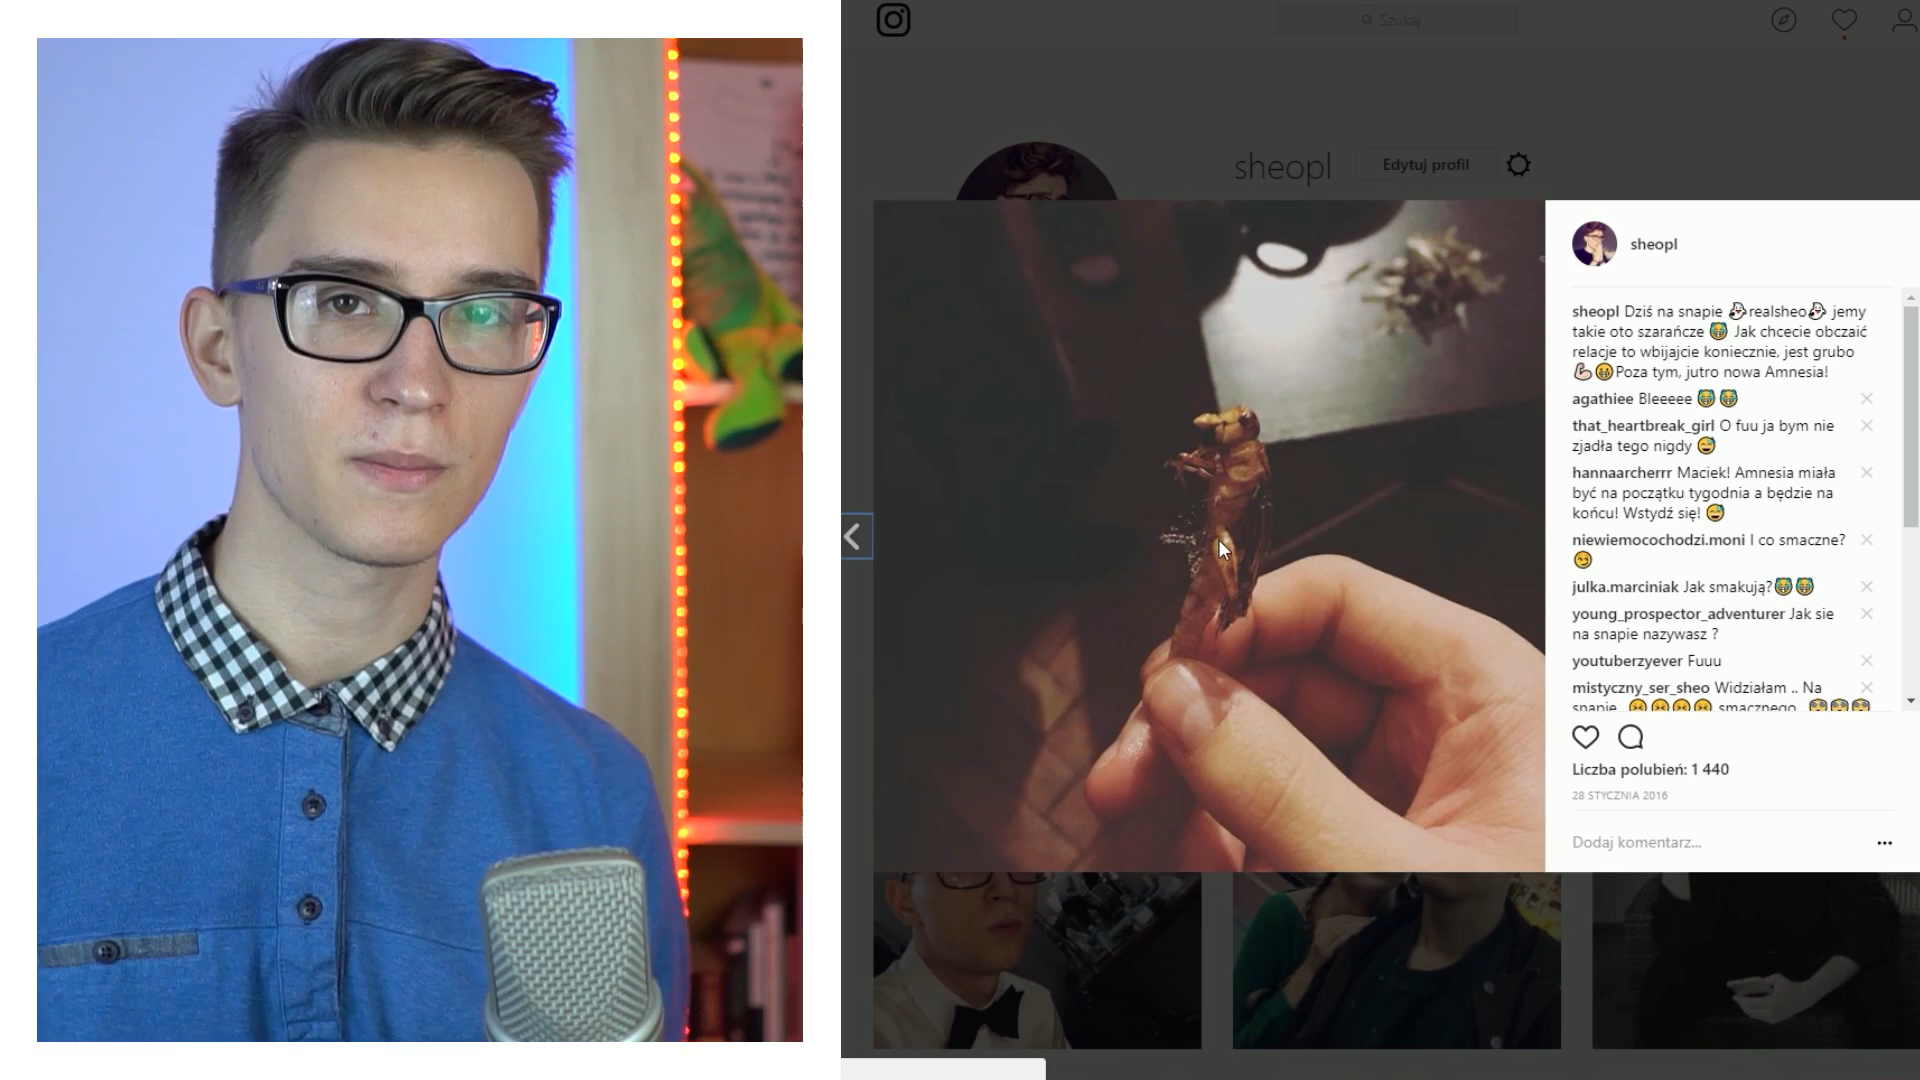 Szukaj
sheopl
Edytuj profil
sheopl
sheopl Dziś na snapie 👻realsheo👻 jemy
takie oto szarańcze 😹 Jak chcecie obczaić
relacje to wbijajcie koniecznie, jest grubo
💪😁Poza tym, jutro nowa Amnesia!
agathiee Bleeeee 😹😹
that_heartbreak_girl O fuu ja bym nie
zjadła tego nigdy 😅
hannaarcherrr Maciek! Amnesia miała
być na początku tygodnia a będzie na
końcu! Wstydź się! 😅
niewiemocochodzi.moni I co smaczne?
😏
julka.marciniak Jak smakują?😹😹
young_prospector_adventurer Jak sie
na snapie nazywasz ?
youtuberzyever Fuuu
mistyczny_ser_sheo Widziałam .. Na
snapie.. 😣😣😣😣 smacznego..
Liczba polubień: 1 440
28 STYCZNIA 2016
Dodaj komentarz...